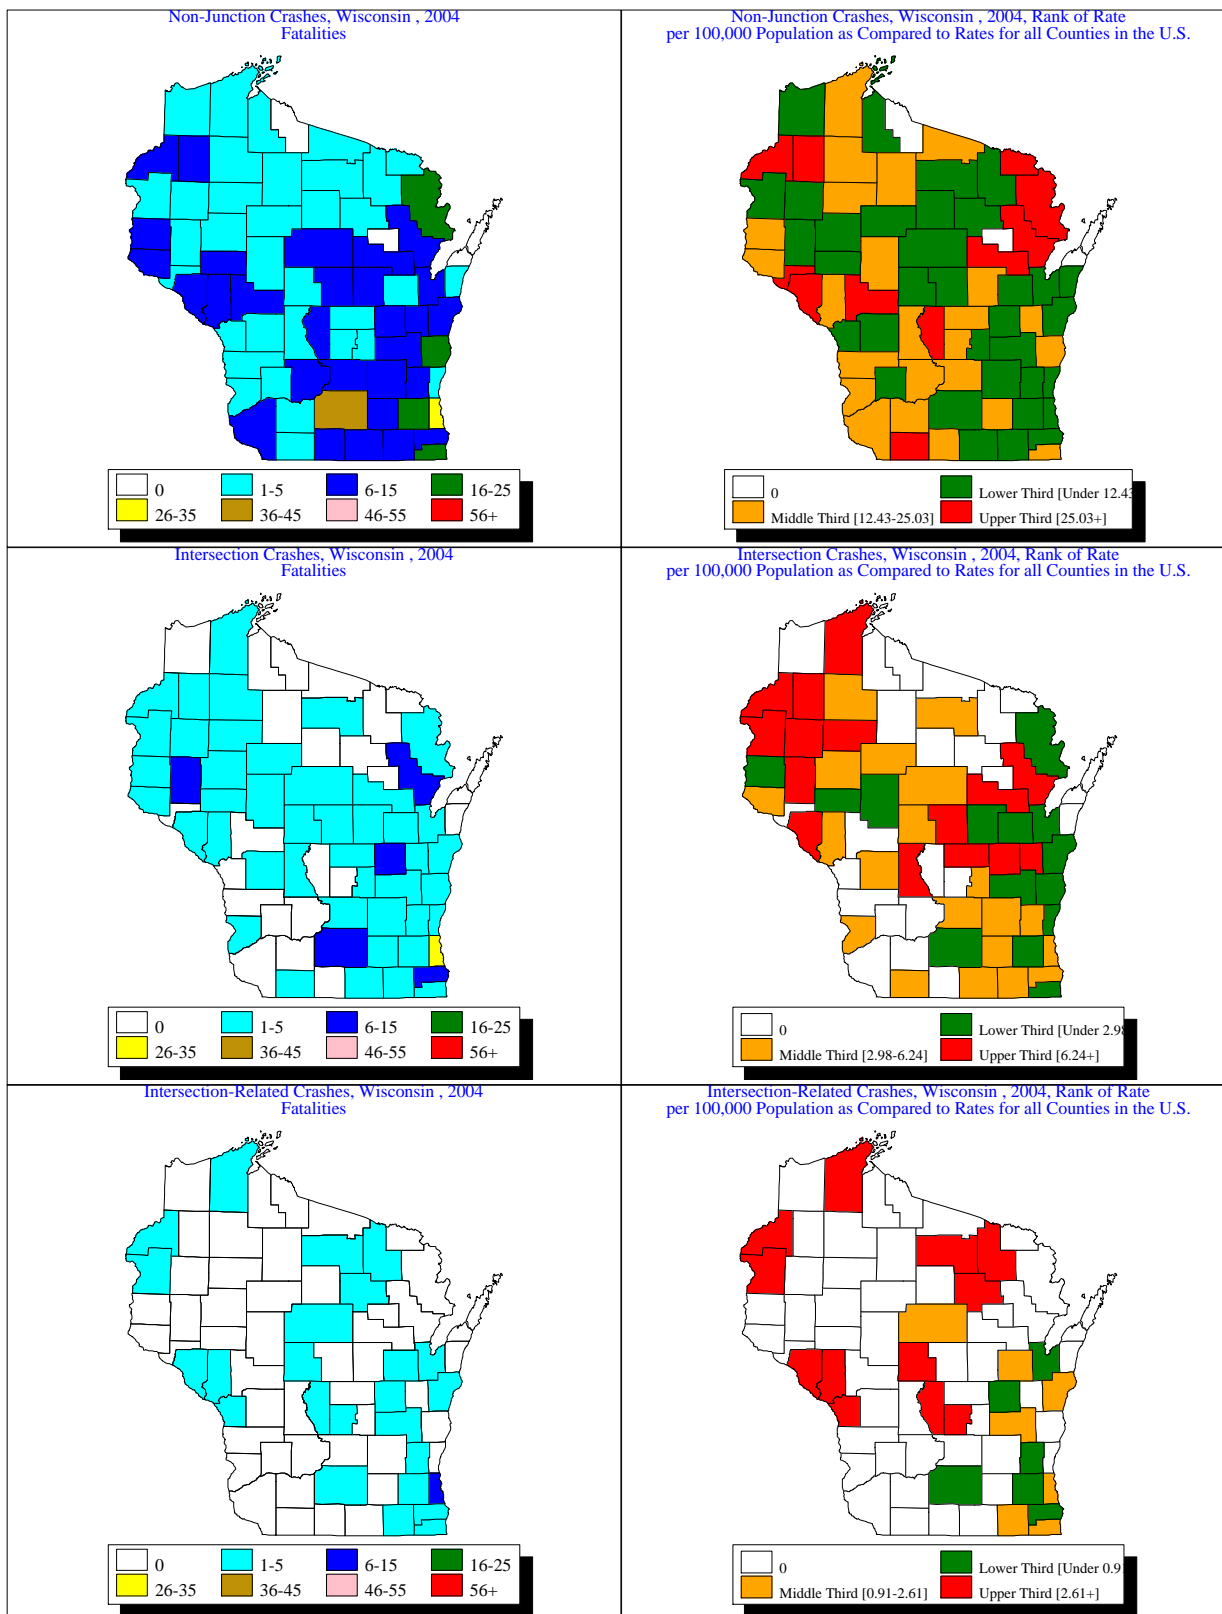 Non-Junction Crashes, Wisconsin , 2004
Fatalities
0
1-5
6-15
16-25
26-35
36-45
46-55
56+
Non-Junction Crashes, Wisconsin , 2004, Rank of Rate
per 100,000 Population as Compared to Rates for all Counties in the U.S.
0
Lower Third [Under 12.43
Middle Third [12.43-25.03]
Upper Third [25.03+]
Intersection Crashes, Wisconsin , 2004
Fatalities
0
1-5
6-15
16-25
26-35
36-45
46-55
56+
Intersection Crashes, Wisconsin , 2004, Rank of Rate
per 100,000 Population as Compared to Rates for all Counties in the U.S.
0
Lower Third [Under 2.98
Middle Third [2.98-6.24]
Upper Third [6.24+]
Intersection-Related Crashes, Wisconsin , 2004
Fatalities
0
1-5
6-15
16-25
26-35
36-45
46-55
56+
Intersection-Related Crashes, Wisconsin , 2004, Rank of Rate
per 100,000 Population as Compared to Rates for all Counties in the U.S.
0
Lower Third [Under 0.91
Middle Third [0.91-2.61]
Upper Third [2.61+]